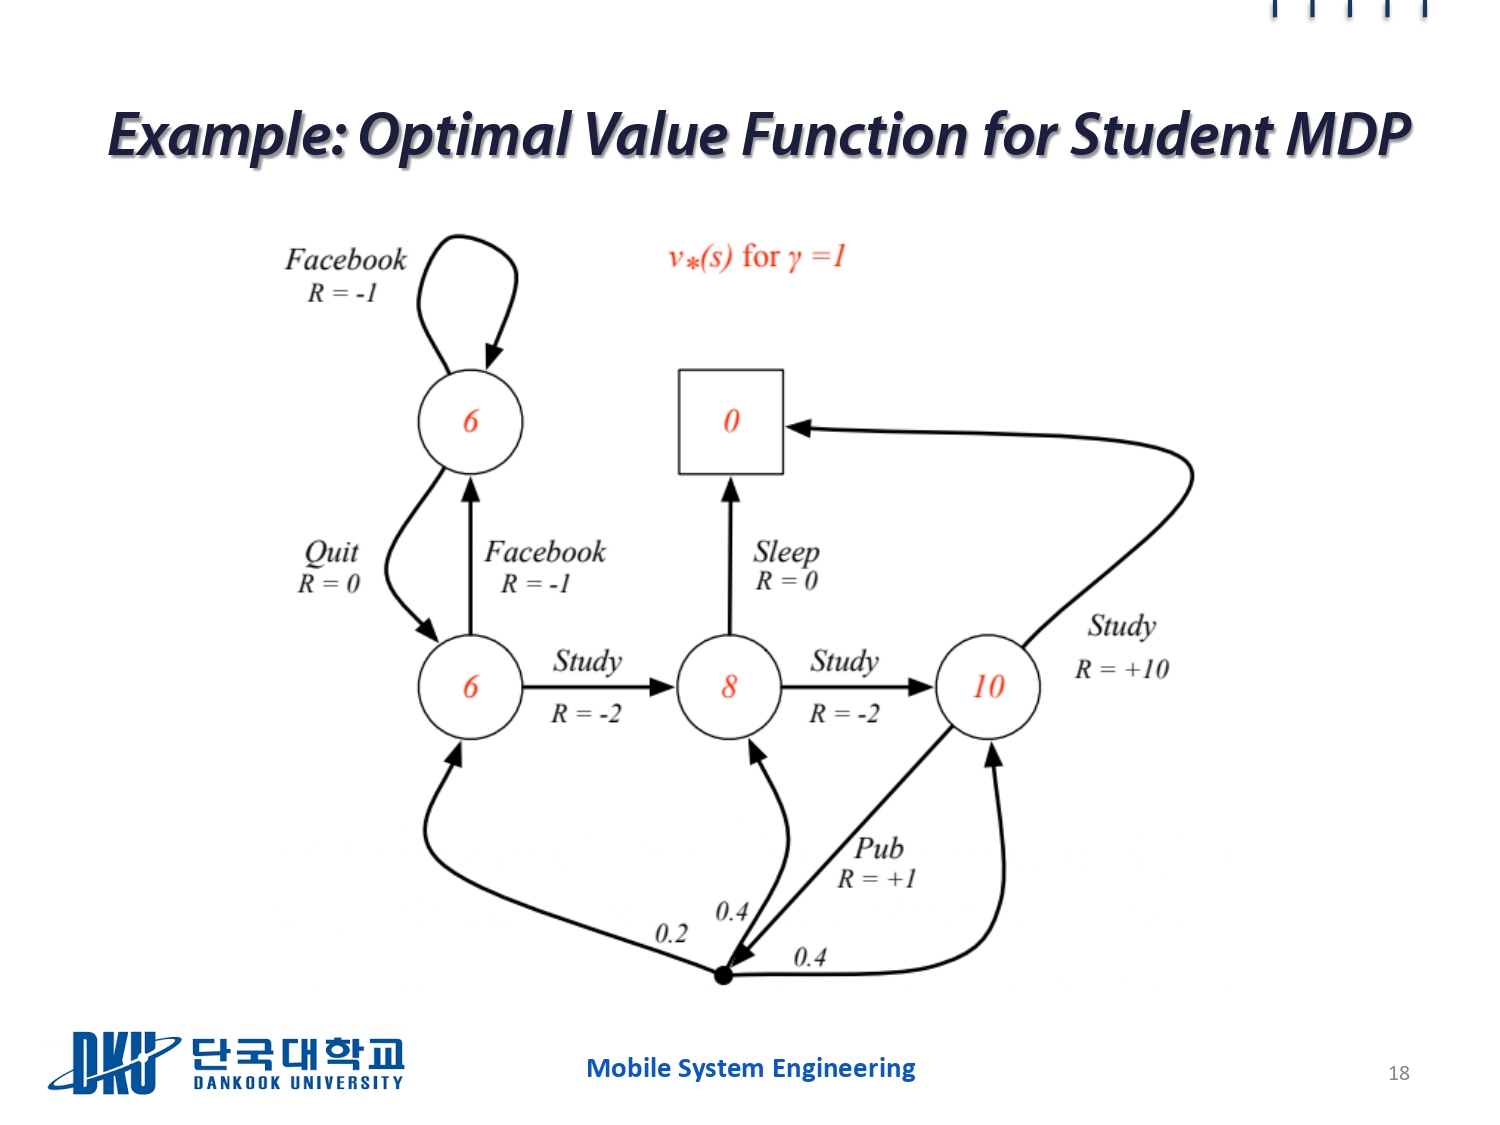 Example: Optimal Value Function for Student MDP
Facebook
R = -1
v*(s) for γ =1
6
0
Quit
R = 0
Facebook
R = -1
Sleep
R = 0
Study
R = +10
6
Study
R = -2
8
Study
R = -2
10
Pub
R = +1
0.4
0.2
0.4
DKU 단국대학교
DANKOOK UNIVERSITY
Mobile System Engineering
18